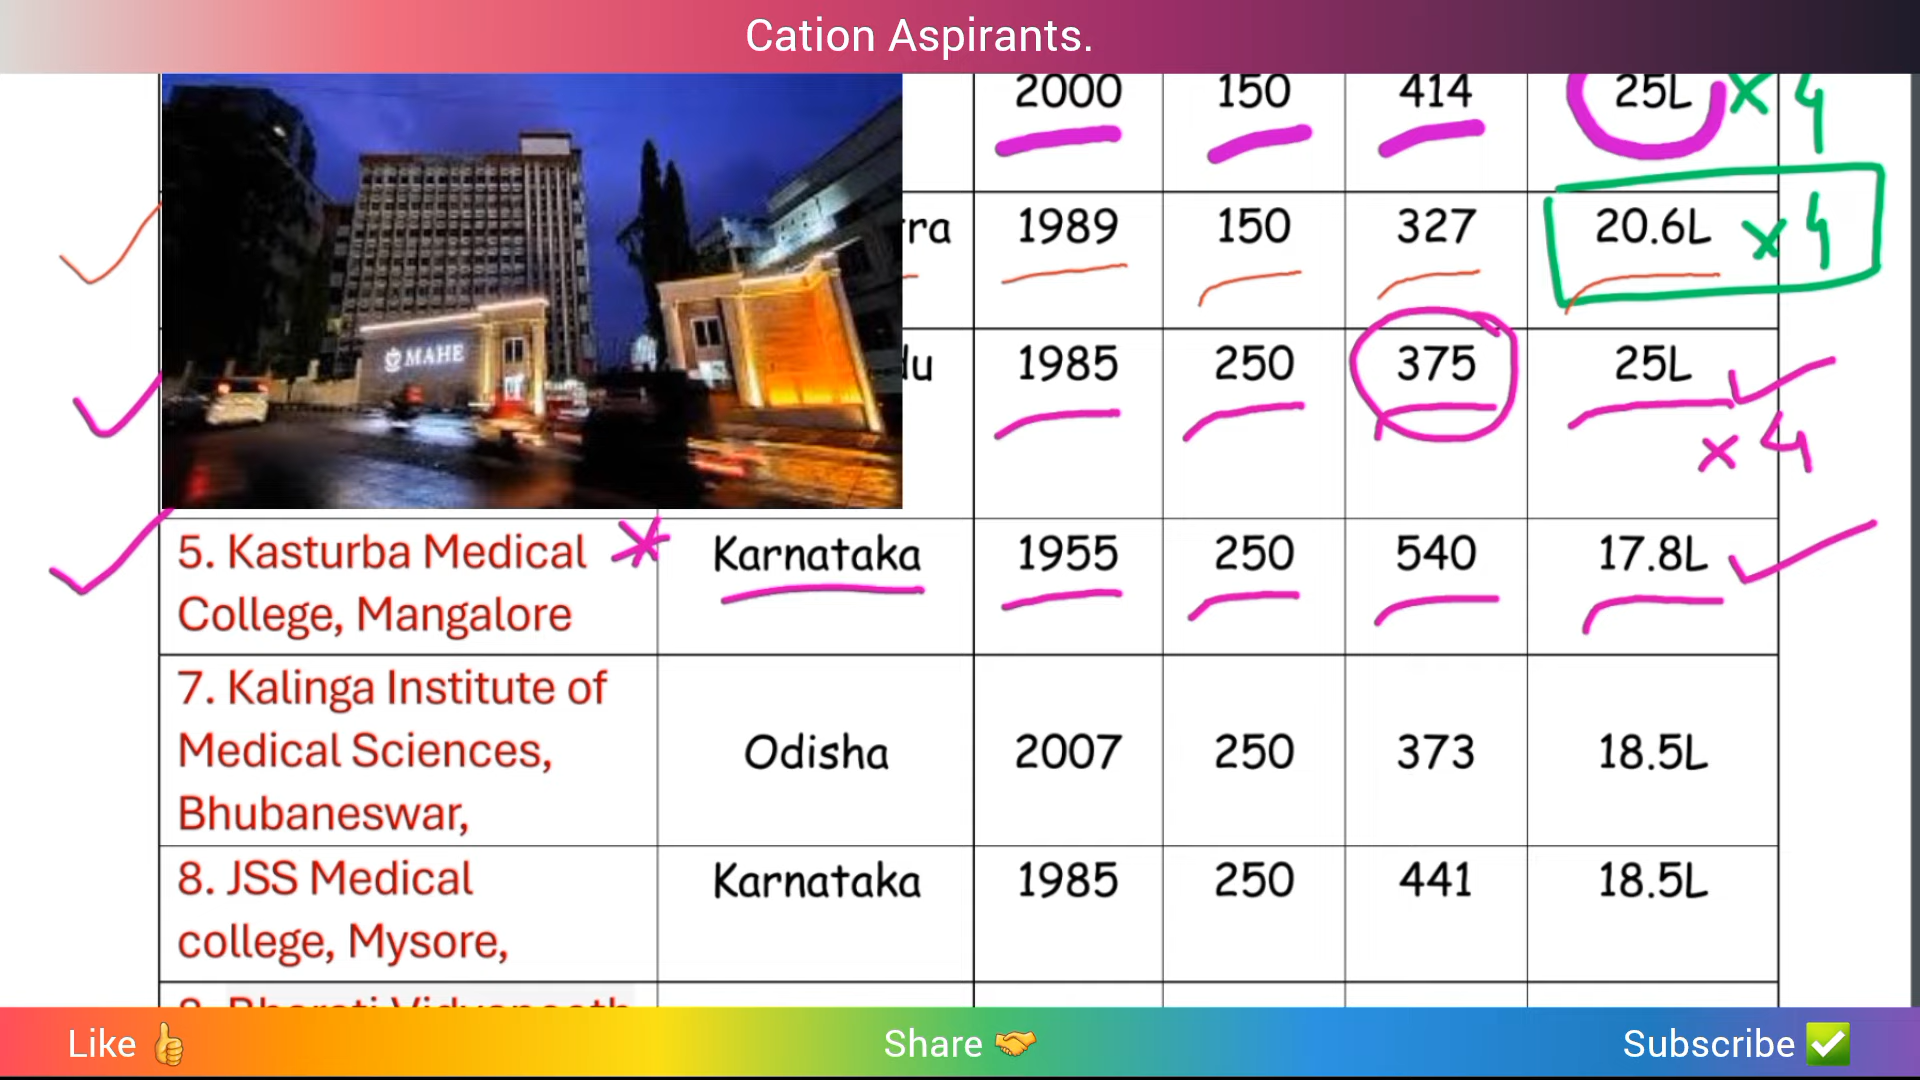 Cation Aspirants.
2000 150 414 25L × 4
rra 1989 150 327 20.6L × 4
MAHE
du 1985 250 375 25L
× 4
5. Kasturba Medical Karnataka 1955 250 540 17.8L
College, Mangalore
7. Kalinga Institute of
Medical Sciences, Odisha 2007 250 373 18.5L
Bhubaneswar,
8. JSS Medical Karnataka 1985 250 441 18.5L
college, Mysore,
Like 👍 Share 🤝 Subscribe ✅